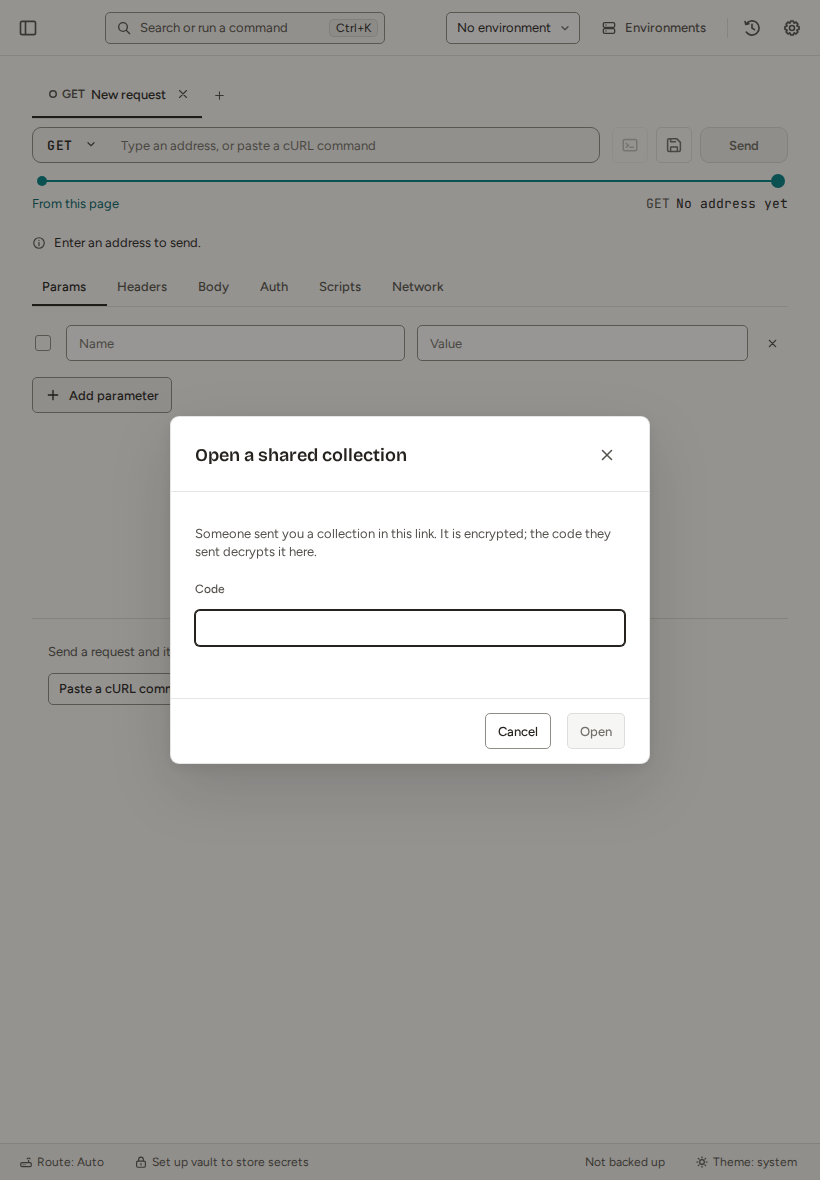 Search or run a command Ctrl+K No environment Environments
GET New request
GET Type an address, or paste a cURL command Send
From this page GET No address yet
Enter an address to send.
Params Headers Body Auth Scripts Network
Name Value
Add parameter
Open a shared collection
Someone sent you a collection in this link. It is encrypted; the code they
sent decrypts it here.
Code
Send a request and it
Paste a cURL comm
Cancel Open
Route: Auto Set up vault to store secrets Not backed up Theme: system